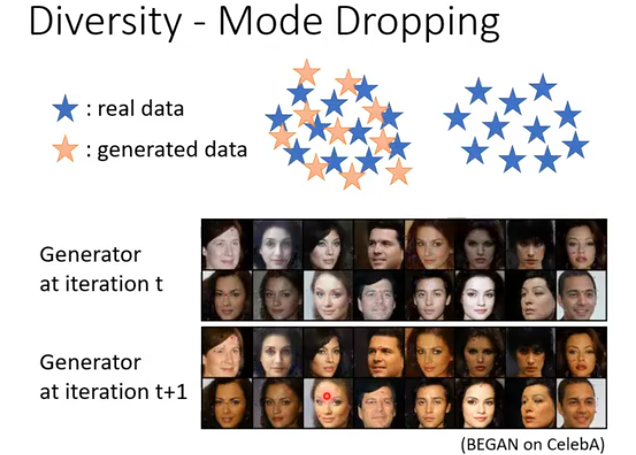 Diversity - Mode Dropping
: real data
: generated data
Generator
at iteration t
Generator
at iteration t+1
(BEGAN on CelebA)